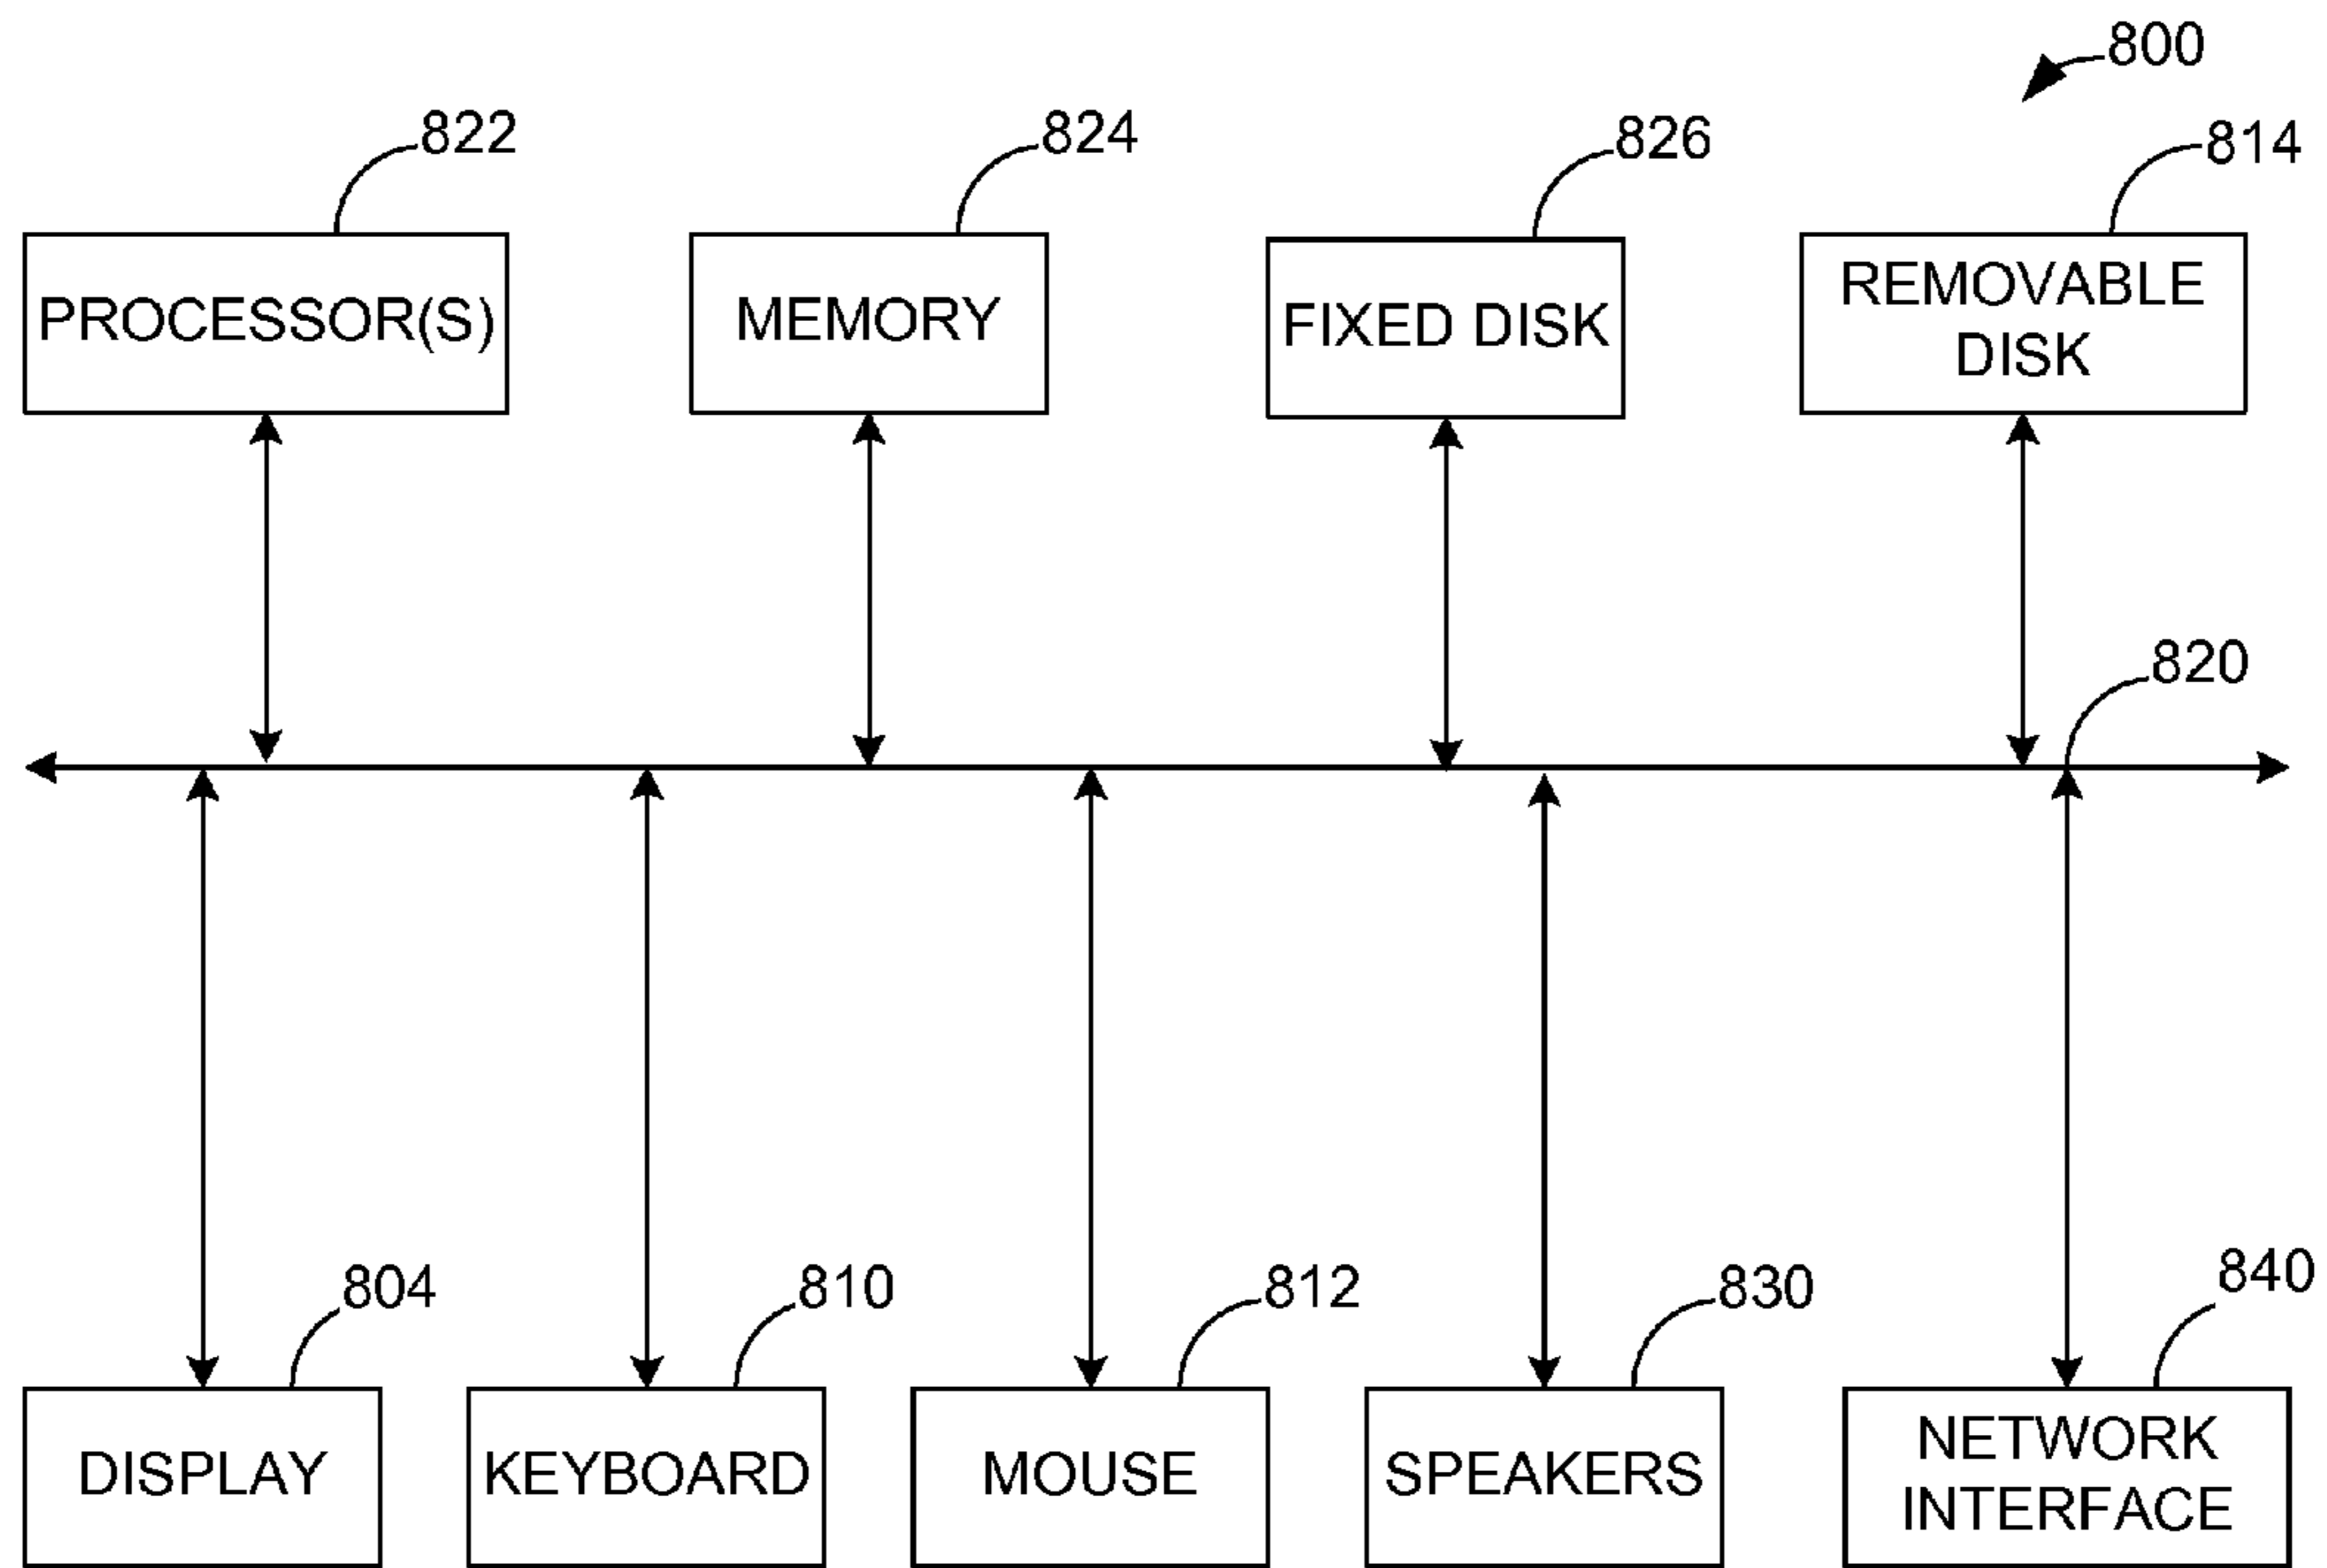 800
822
824
826
814
PROCESSOR(S)
MEMORY
FIXED DISK
REMOVABLE
DISK
820
804
810
812
830
840
DISPLAY
KEYBOARD
MOUSE
SPEAKERS
NETWORK
INTERFACE